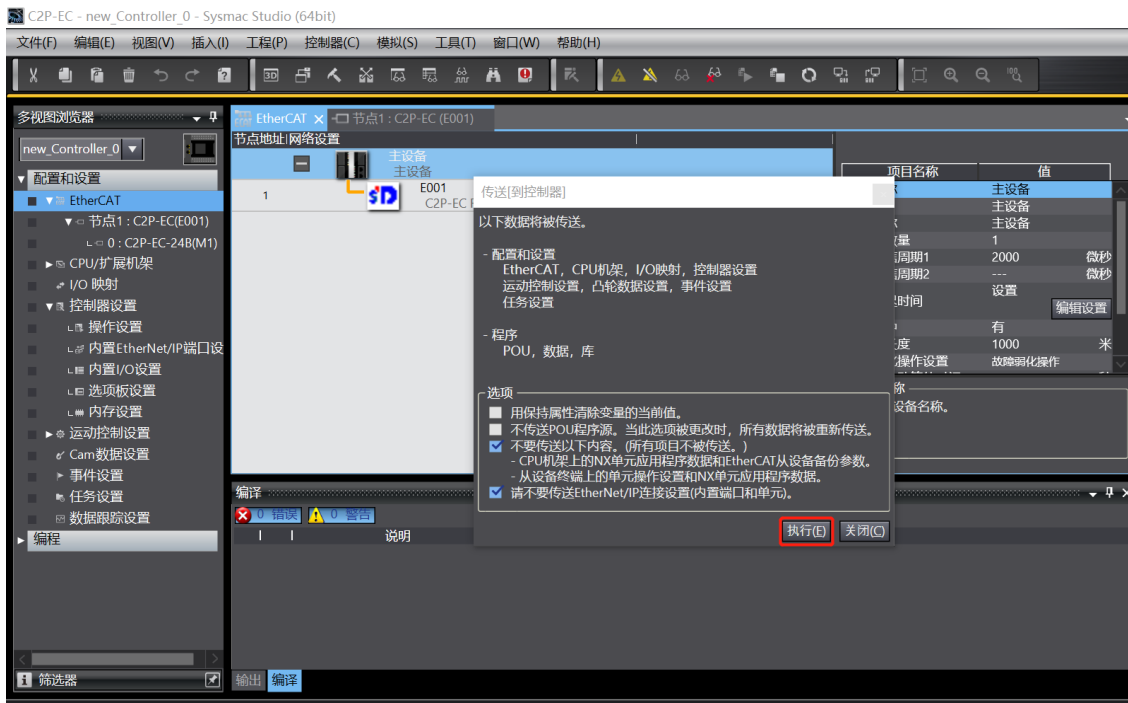 C2P-EC - new_Controller_0 - Sysmac Studio (64bit)
文件(F) 编辑(E) 视图(V) 插入(I) 工程(P) 控制器(C) 模拟(S) 工具(T) 窗口(W) 帮助(H)
多视图浏览器
new_Controller_0
配置和设置
EtherCAT
节点1 : C2P-EC(E001)
0 : C2P-EC-24B(M1)
CPU/扩展机架
I/O 映射
控制器设置
操作设置
内置EtherNet/IP端口设
内置I/O设置
选项板设置
内存设置
运动控制设置
Cam数据设置
事件设置
任务设置
数据跟踪设置
编程
筛选器
EtherCAT
节点1 : C2P-EC (E001)
节点地址 网络设置
主设备
主设备
1
E001
C2P-EC
项目名称 值
主设备
主设备
主设备
量 1
周期1 2000 微秒
周期2 --- 微秒
时间 设置
编辑设置
有
度 1000 米
操作设置 故障弱化操作
称
设备名称。
传送[到控制器]
以下数据将被传送。
- 配置和设置
EtherCAT，CPU机架，I/O映射，控制器设置
运动控制设置，凸轮数据设置，事件设置
任务设置
- 程序
POU，数据，库
选项
用保持属性清除变量的当前值。
不传送POU程序源。当此选项被更改时，所有数据将被重新传送。
不要传送以下内容。(所有项目不被传送。)
- CPU机架上的NX单元应用程序数据和EtherCAT从设备备份参数。
- 从设备终端上的单元操作设置和NX单元应用程序数据。
请不要传送EtherNet/IP连接设置(内置端口和单元)。
执行(E) 关闭(C)
编译
0 错误 0 警告
说明
输出 编译